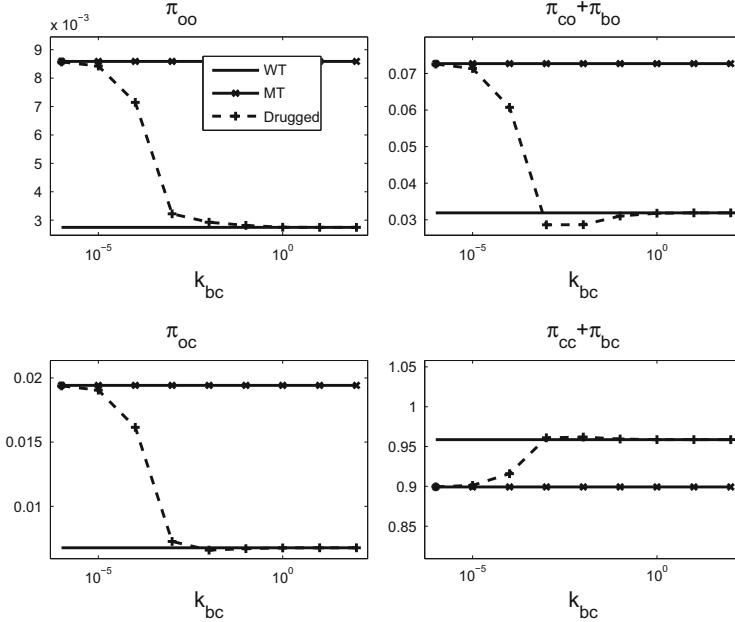 π_oo
x 10^-3
9
8
7
6
5
4
3
10^-5
10^0
k_bc
WT
MT
Drugged
π_co+π_bo
0.07
0.06
0.05
0.04
0.03
10^-5
10^0
k_bc
π_oc
0.02
0.015
0.01
10^-5
10^0
k_bc
π_cc+π_bc
1.05
1
0.95
0.9
0.85
10^-5
10^0
k_bc